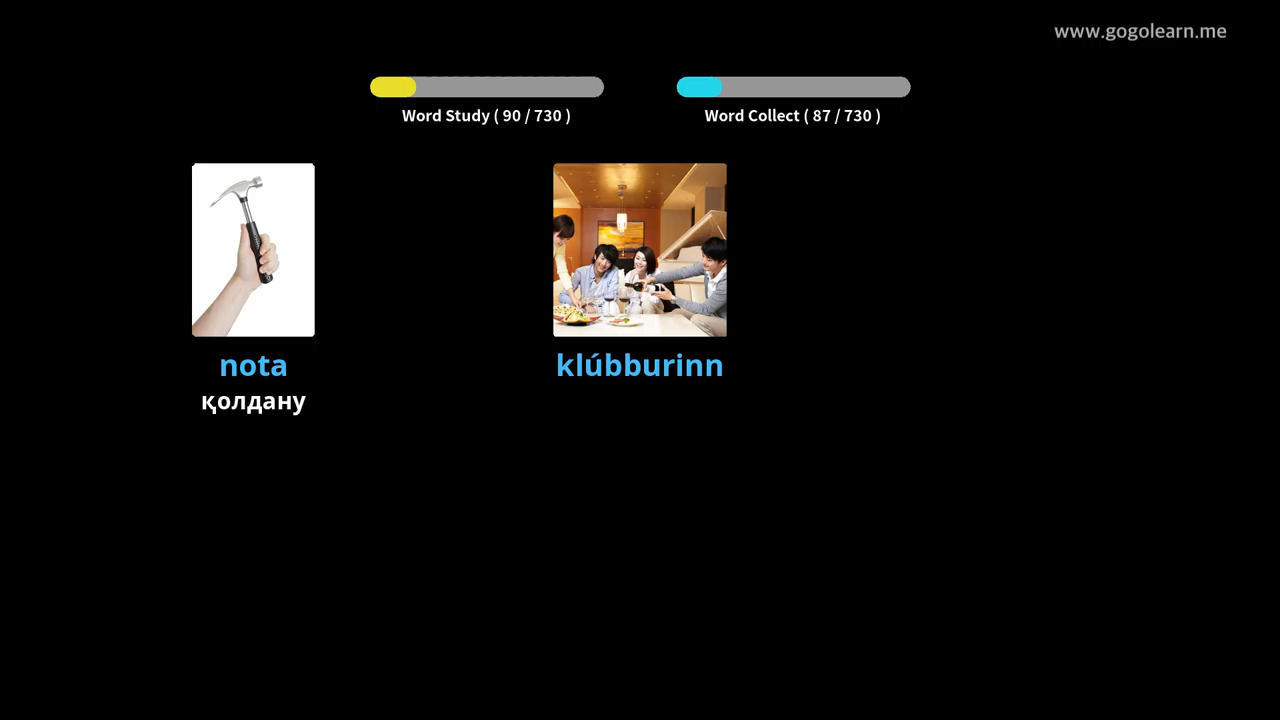 www.gogolearn.me
Word Study ( 90 / 730 )
Word Collect ( 87 / 730 )
nota
қолдану
klúbburinn